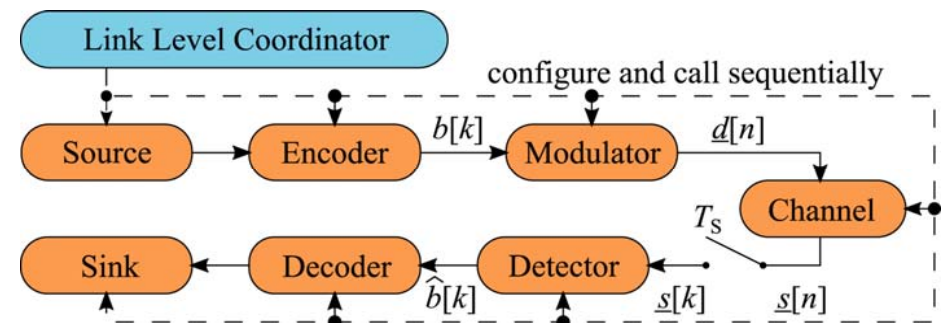 Link Level Coordinator
configure and call sequentially
Source
Encoder
b[k]
Modulator
d[n]
Channel
T_S
Sink
Decoder
b̂[k]
Detector
s[k]
s[n]